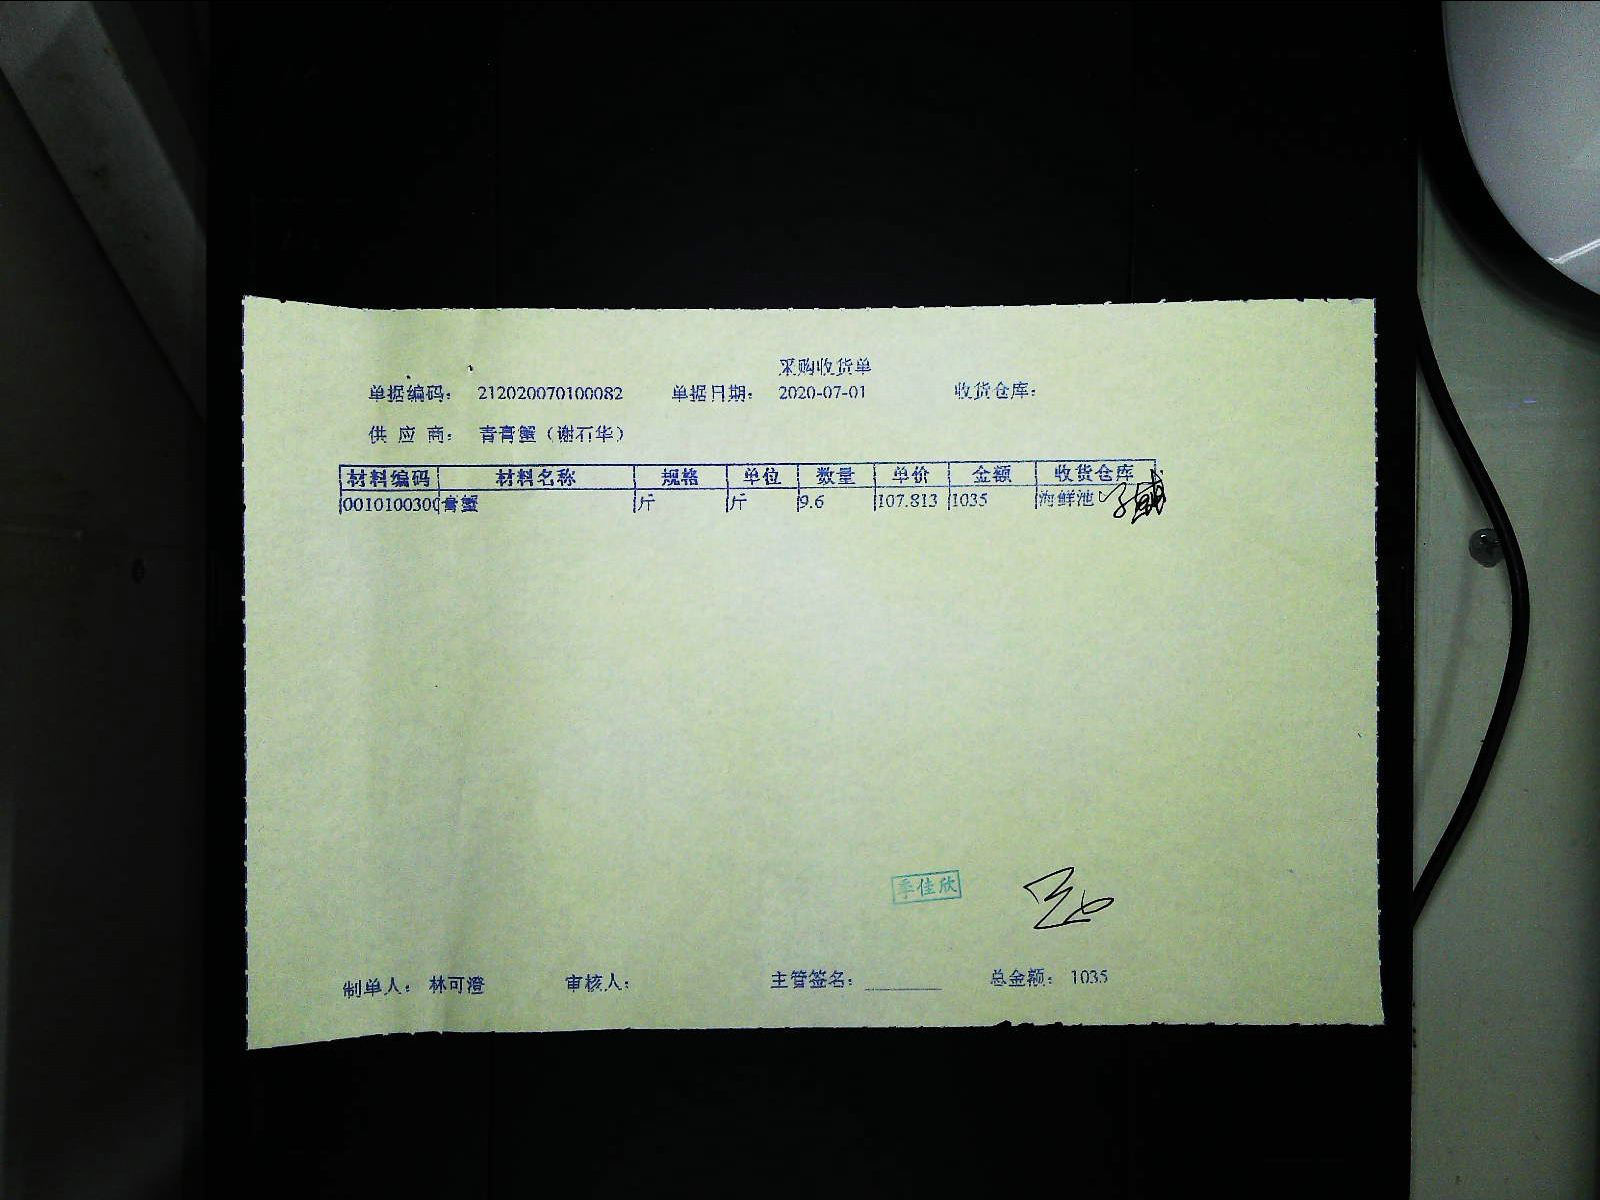 采购收货单
单据编码： 212020070100082 单据日期： 2020-07-01 收货仓库：
供 应 商： 青膏蟹（谢石华）
材料编码 材料名称 规格 单位 数量 单价 金额 收货仓库
0010100300 膏蟹 斤 斤 9.6 107.813 1035 海鲜池
季佳欣
制单人： 林可澄 审核人： 主管签名： ________ 总金额： 1035